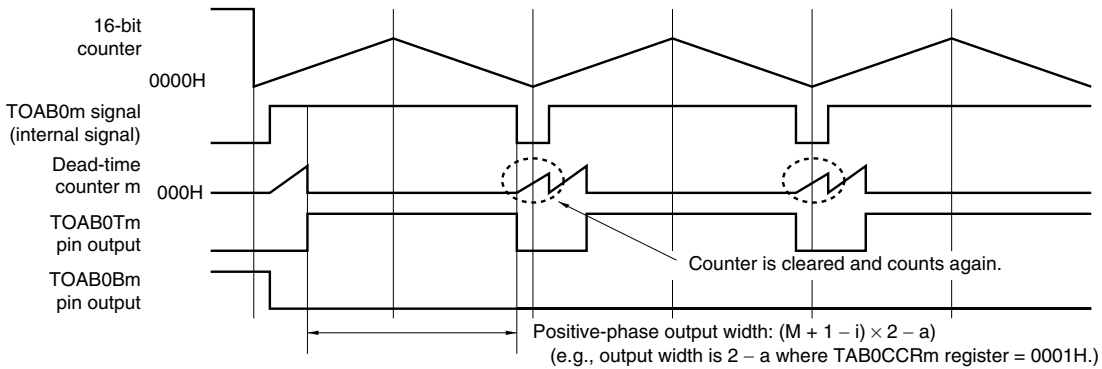 16-bit
counter
0000H
TOAB0m signal
(internal signal)
Dead-time
counter m
000H
TOAB0Tm
pin output
Counter is cleared and counts again.
TOAB0Bm
pin output
Positive-phase output width: (M + 1 – i) × 2 – a)
(e.g., output width is 2 – a where TAB0CCRm register = 0001H.)